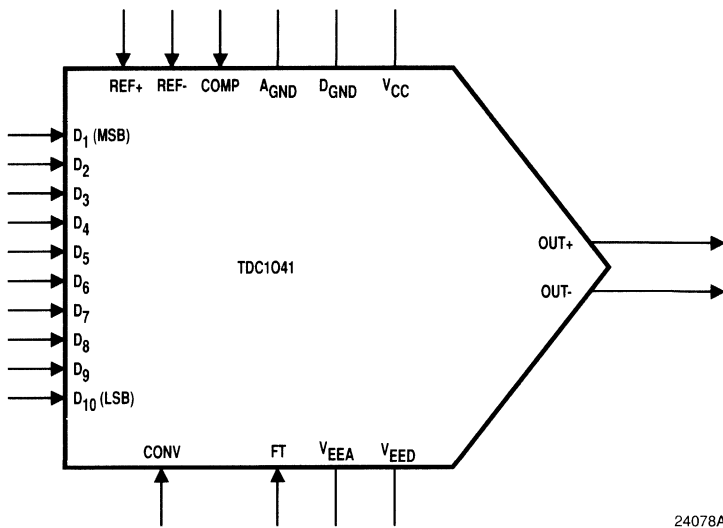 REF+ REF- COMP AGND DGND VCC
D1 (MSB)
D2
D3
D4
D5
D6
D7
D8
D9
D10 (LSB)
TDC1041
OUT+
OUT-
CONV FT VEEA VEED
24078A